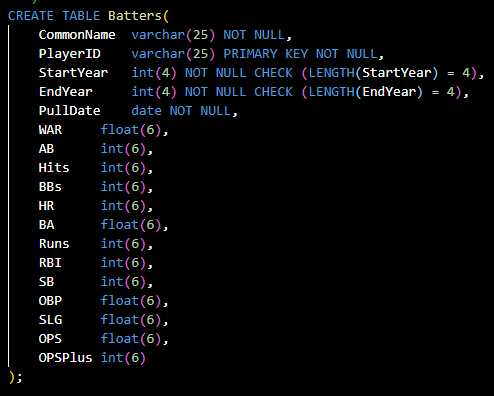 CREATE TABLE Batters(
CommonName varchar(25) NOT NULL,
PlayerID varchar(25) PRIMARY KEY NOT NULL,
StartYear int(4) NOT NULL CHECK (LENGTH(StartYear) = 4),
EndYear int(4) NOT NULL CHECK (LENGTH(EndYear) = 4),
PullDate date NOT NULL,
WAR float(6),
AB int(6),
Hits int(6),
BBs int(6),
HR int(6),
BA float(6),
Runs int(6),
RBI int(6),
SB int(6),
OBP float(6),
SLG float(6),
OPS float(6),
OPSPlus int(6)
);